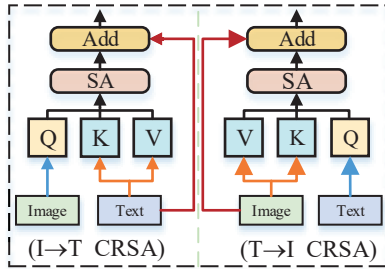 Add Add
SA SA
Q K V V K Q
Image Text Image Text
(I→T CRSA) (T→I CRSA)